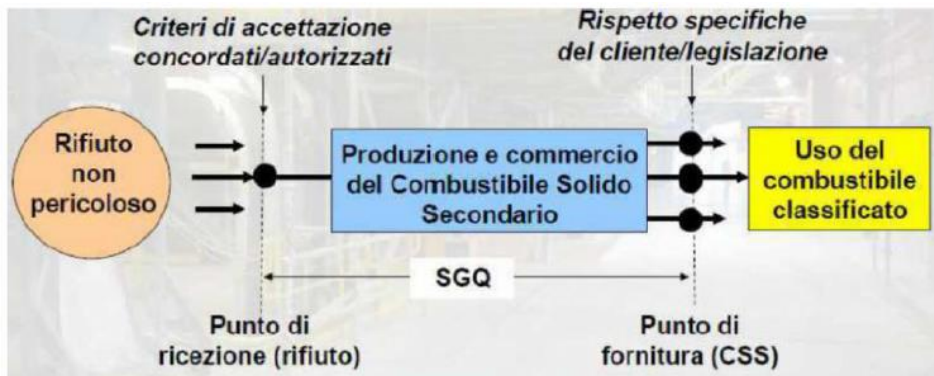 Criteri di accettazione
concordati/autorizzati
Rispetto specifiche
del cliente/legislazione
Rifiuto
non
pericoloso
Produzione e commercio
del Combustibile Solido
Secondario
Uso del
combustibile
classificato
SGQ
Punto di
ricezione (rifiuto)
Punto di
fornitura (CSS)